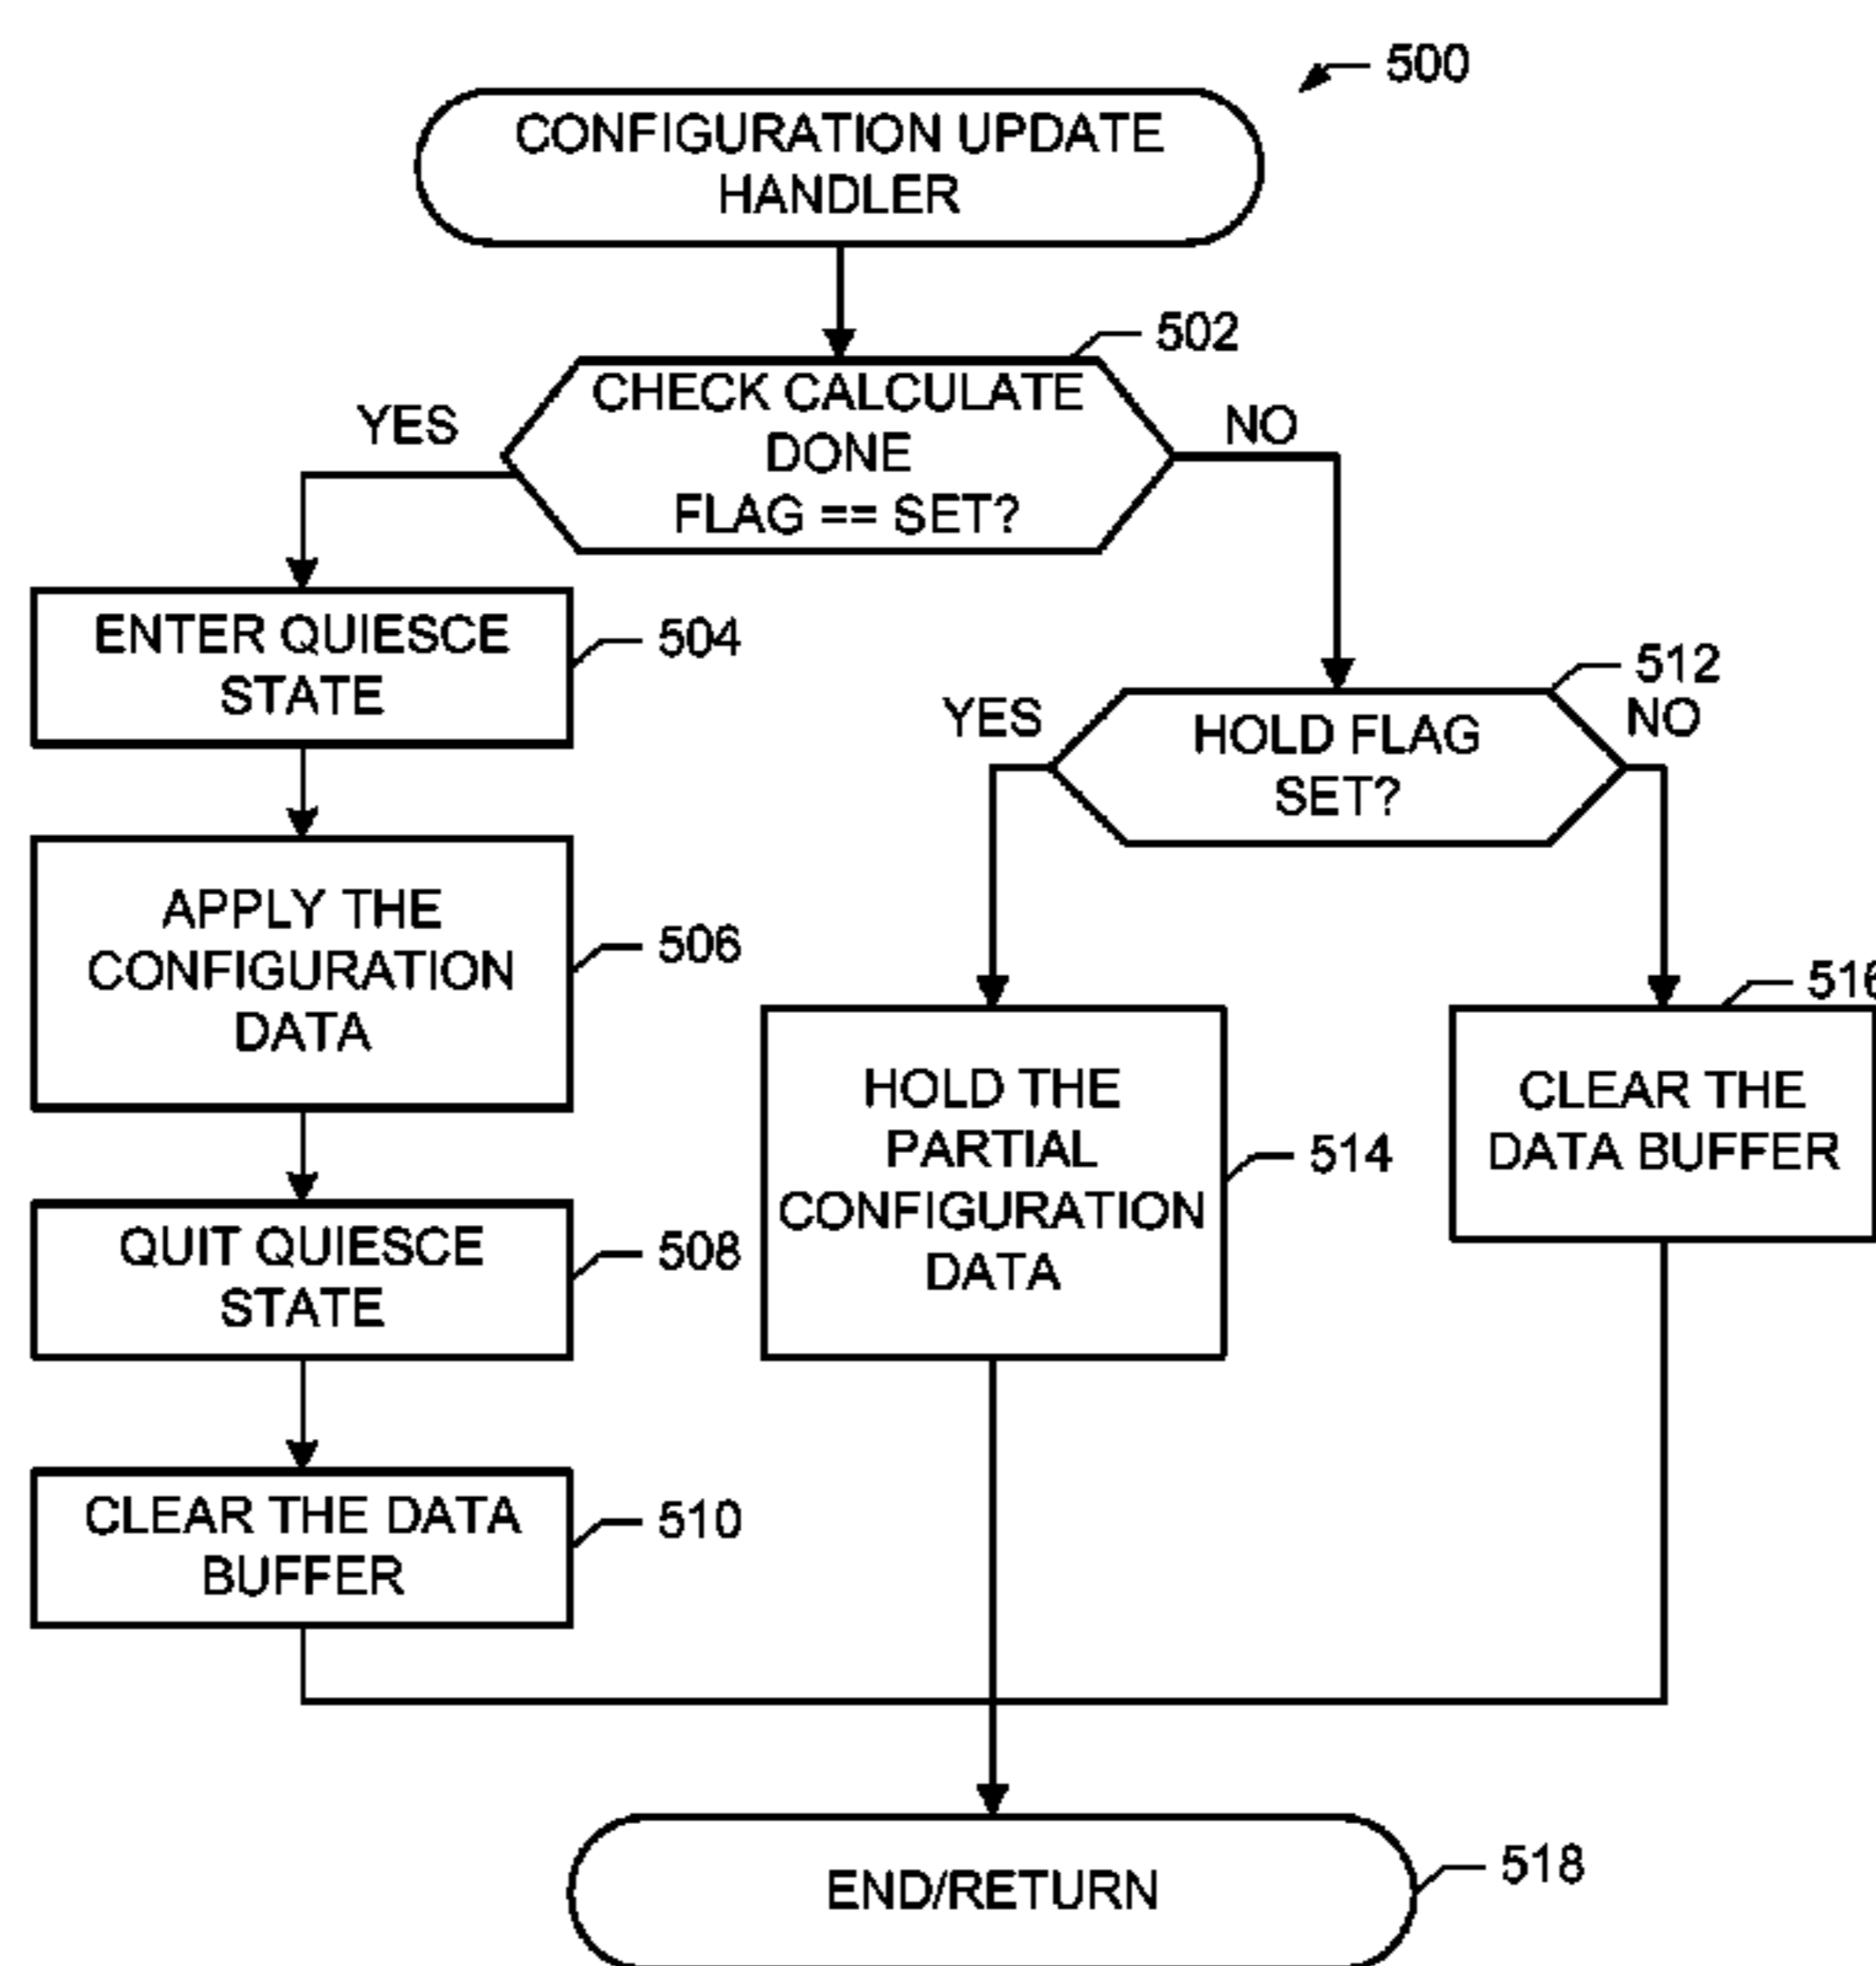 500
CONFIGURATION UPDATE
HANDLER
502
CHECK CALCULATE
DONE
FLAG == SET?
YES
NO
ENTER QUIESCE
STATE
504
512
HOLD FLAG
SET?
YES
NO
APPLY THE
CONFIGURATION
DATA
506
516
HOLD THE
PARTIAL
CONFIGURATION
DATA
514
CLEAR THE
DATA BUFFER
QUIT QUIESCE
STATE
508
CLEAR THE DATA
BUFFER
510
END/RETURN
518